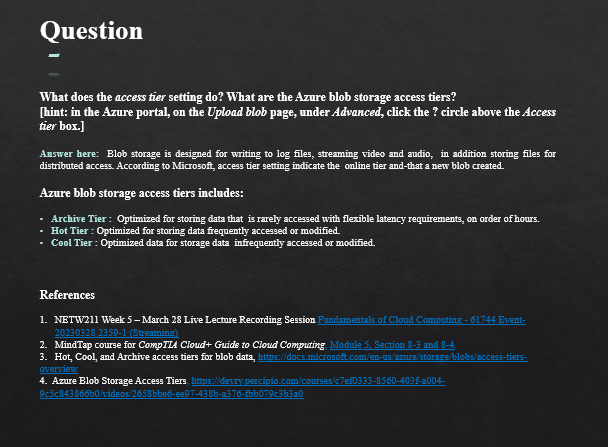 Question
What does the access tier setting do? What are the Azure blob storage access tiers?
[hint: in the Azure portal, on the Upload blob page, under Advanced, click the ? circle above the Access
tier box.]
Answer here: Blob storage is designed for writing to log files, streaming video and audio, in addition storing files for
distributed access. According to Microsoft, access tier setting indicate the online tier and-that a new blob created.
Azure blob storage access tiers includes:
• Archive Tier : Optimized for storing data that is rarely accessed with flexible latency requirements, on order of hours.
• Hot Tier : Optimized for storing data frequently accessed or modified.
• Cool Tier : Optimized data for storage data infrequently accessed or modified.
References
1. NETW211 Week 5 – March 28 Live Lecture Recording Session Fundamentals of Cloud Computing - 61744 Event-
20230328 2359-1 (Streaming)
2. MindTap course for CompTIA Cloud+ Guide to Cloud Computing, Module 5, Section 8-3 and 8-4.
3. Hot, Cool, and Archive access tiers for blob data, https://docs.microsoft.com/en-us/azure/storage/blobs/access-tiers-
overview
4. Azure Blob Storage Access Tiers. https://devry.percipio.com/courses/c7ef0333-8560-403f-a004-
9c5c843866b0/videos/2658bbe6-ee97-438b-a376-fbb079c3b3a0